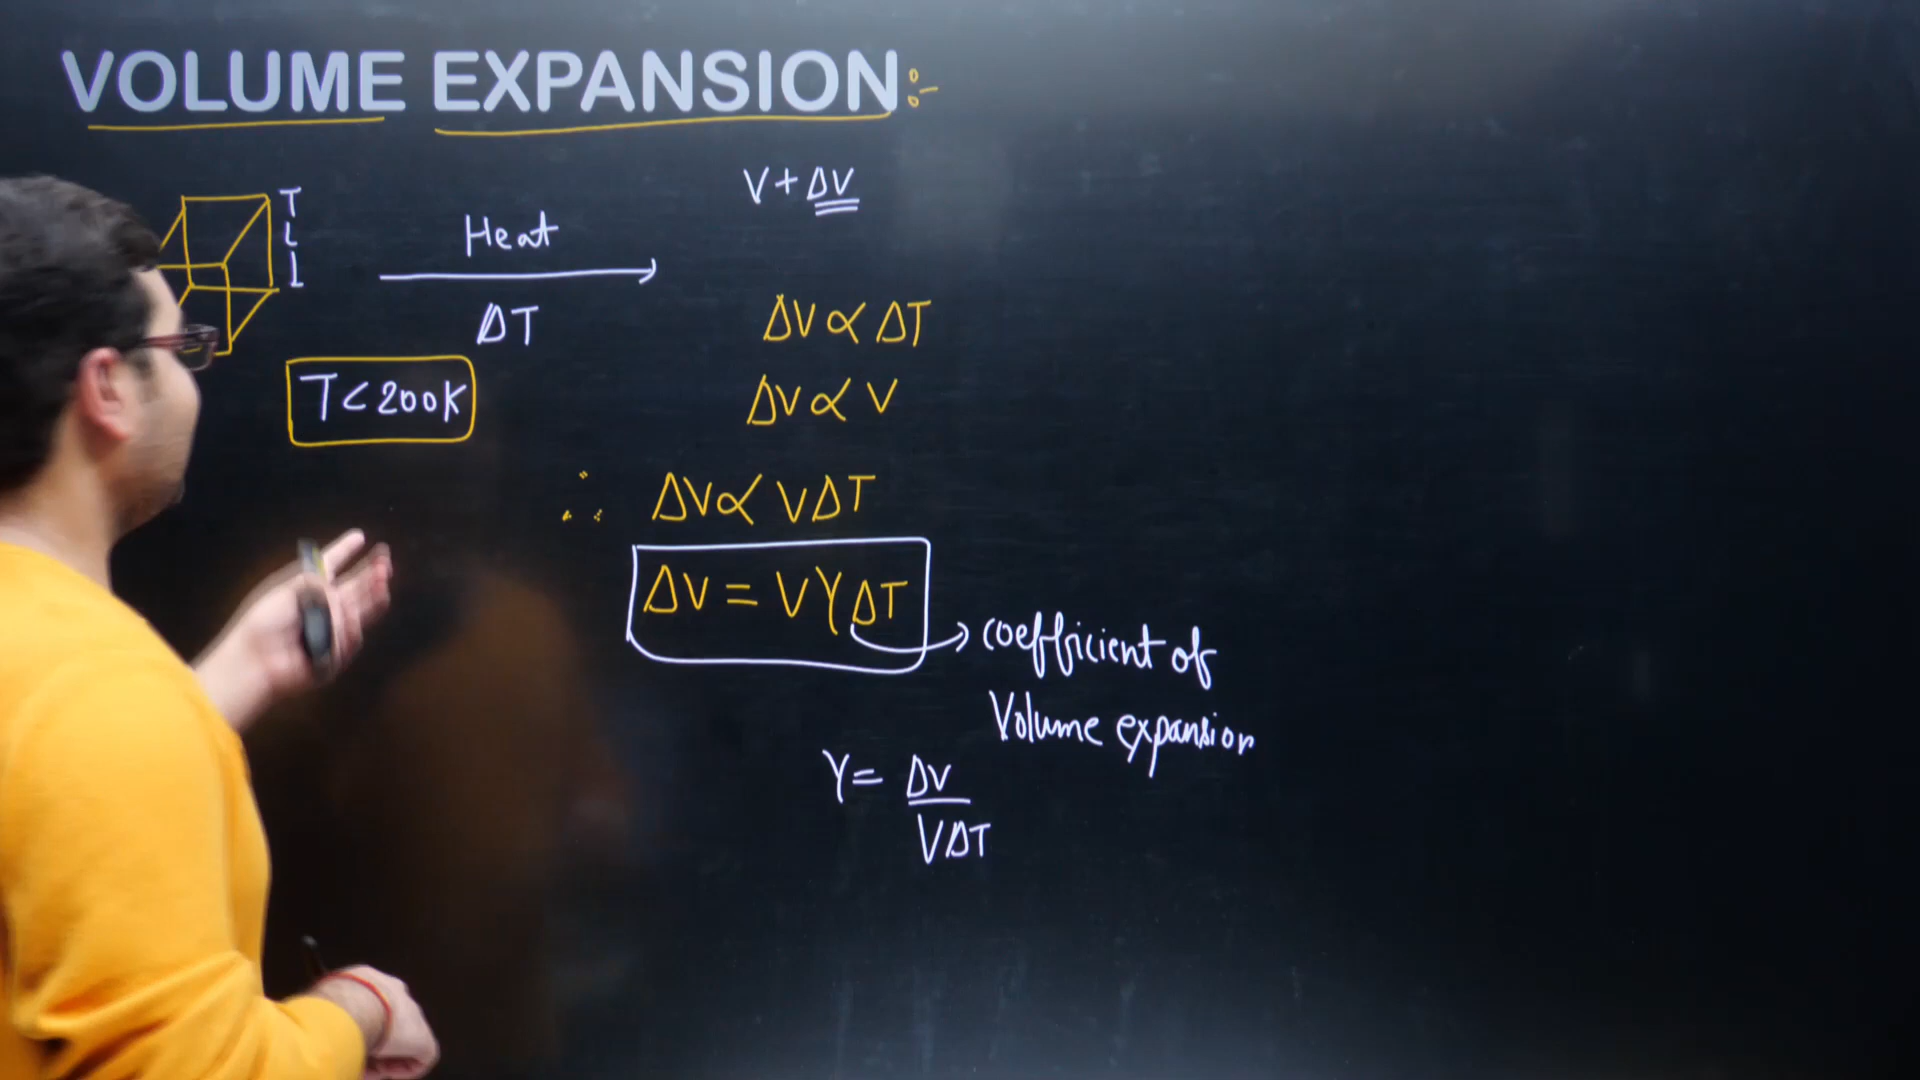 VOLUME EXPANSION :-
V + ΔV
L
Heat
ΔT
ΔV ∝ ΔT
T < 200K
ΔV ∝ V
∴ ΔV ∝ VΔT
ΔV = VγΔT
coefficient of
Volume expansion
γ = ΔV
VΔT